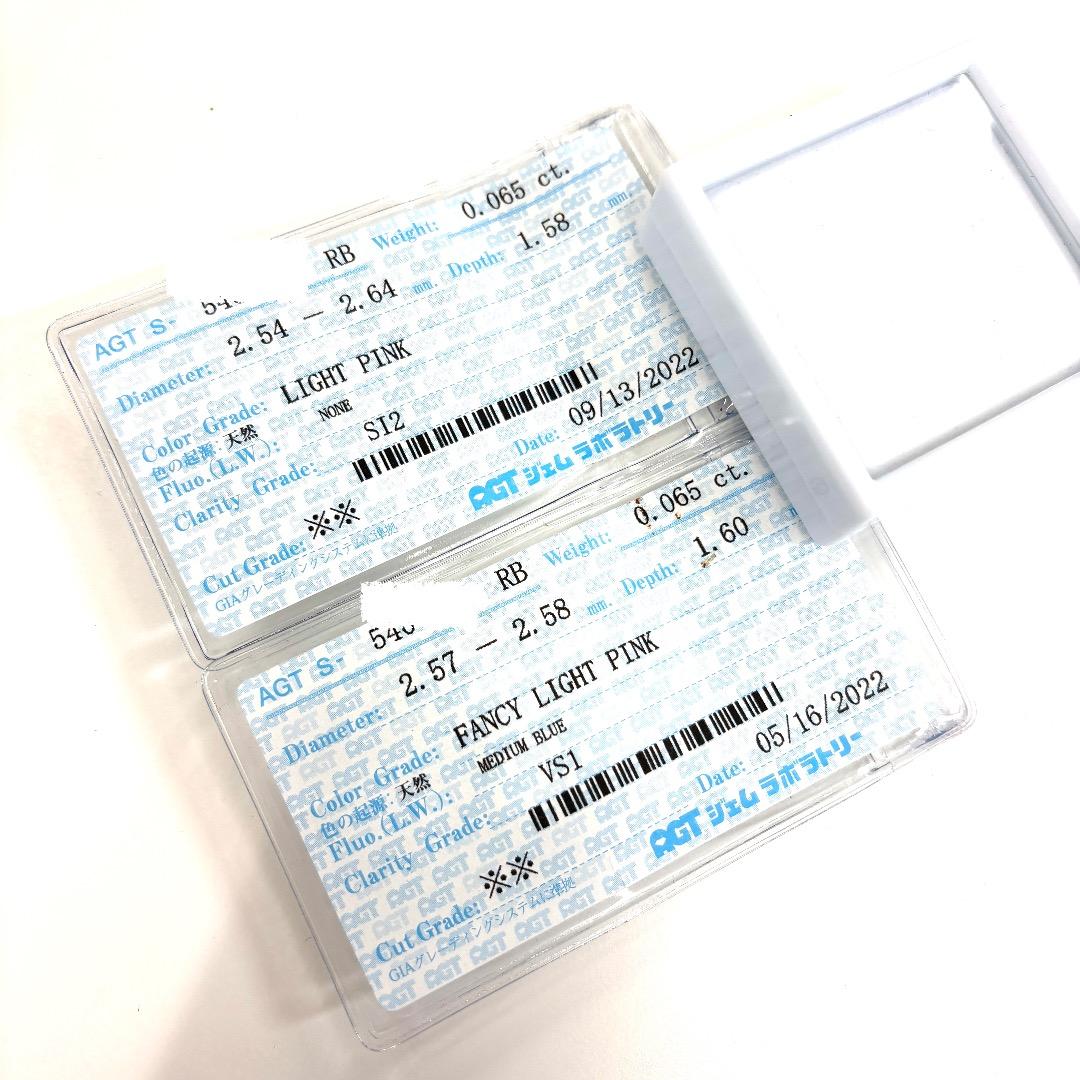 AGT S- 540 RB Weight: 0.065 ct.
Diameter: 2.54 - 2.64 mm. Depth: 1.58 mm.
Color Grade: LIGHT PINK
色の起源: 天然
Fluo.(L.W.): NONE
Clarity Grade: SI2
Cut Grade: ※※
Date: 09/13/2022
GIAグレーディングシステムに準拠
AGT ジェム ラボラトリー
AGT S- 540 RB Weight: 0.065 ct.
Diameter: 2.57 - 2.58 mm. Depth: 1.60
Color Grade: FANCY LIGHT PINK
色の起源: 天然
Fluo.(L.W.): MEDIUM BLUE
Clarity Grade: VS1
Cut Grade: ※※
Date: 05/16/2022
GIAグレーディングシステムに準拠
AGT ジェム ラボラトリー